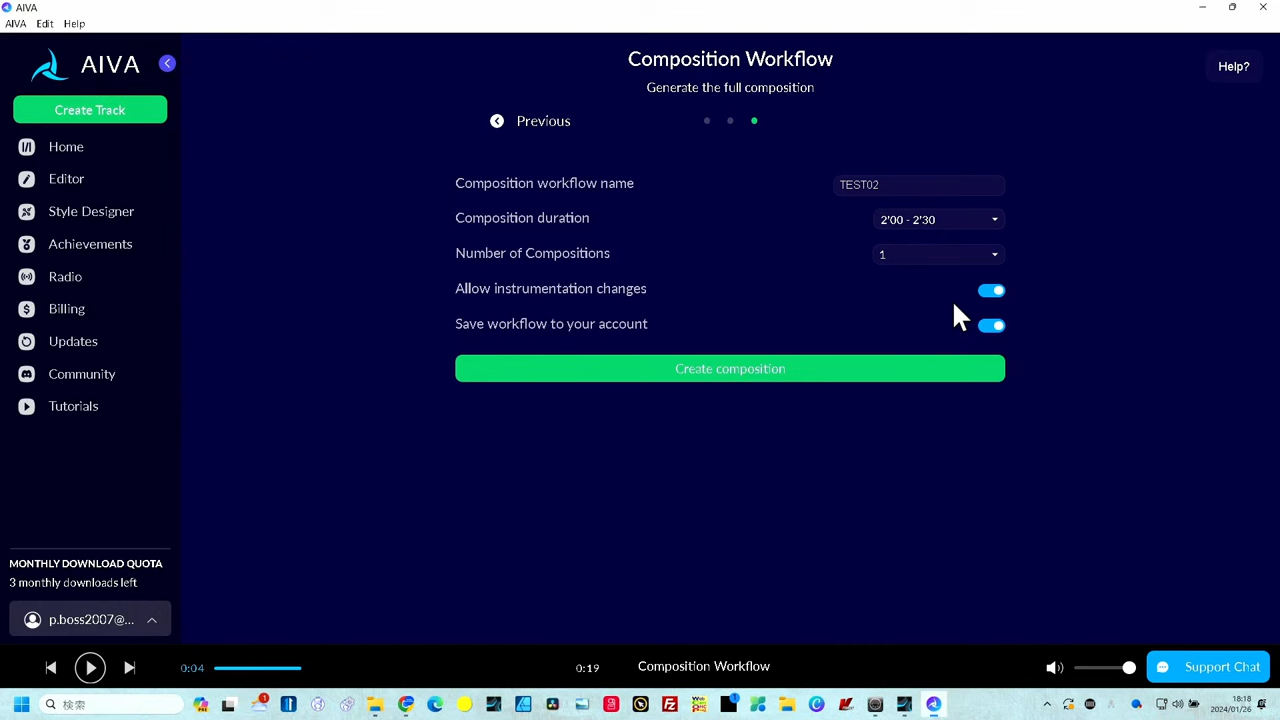 AIVA
AIVA Edit Help
AIVA
Create Track
Home
Editor
Style Designer
Achievements
Radio
Billing
Updates
Community
Tutorials
MONTHLY DOWNLOAD QUOTA
3 monthly downloads left
p.boss2007@...
Composition Workflow
Generate the full composition
Help?
Previous
Composition workflow name
TEST02
Composition duration
2'00 - 2'30
Number of Compositions
1
Allow instrumentation changes
Save workflow to your account
Create composition
0:04
0:19
Composition Workflow
Support Chat
検索
18:18
2024/01/26